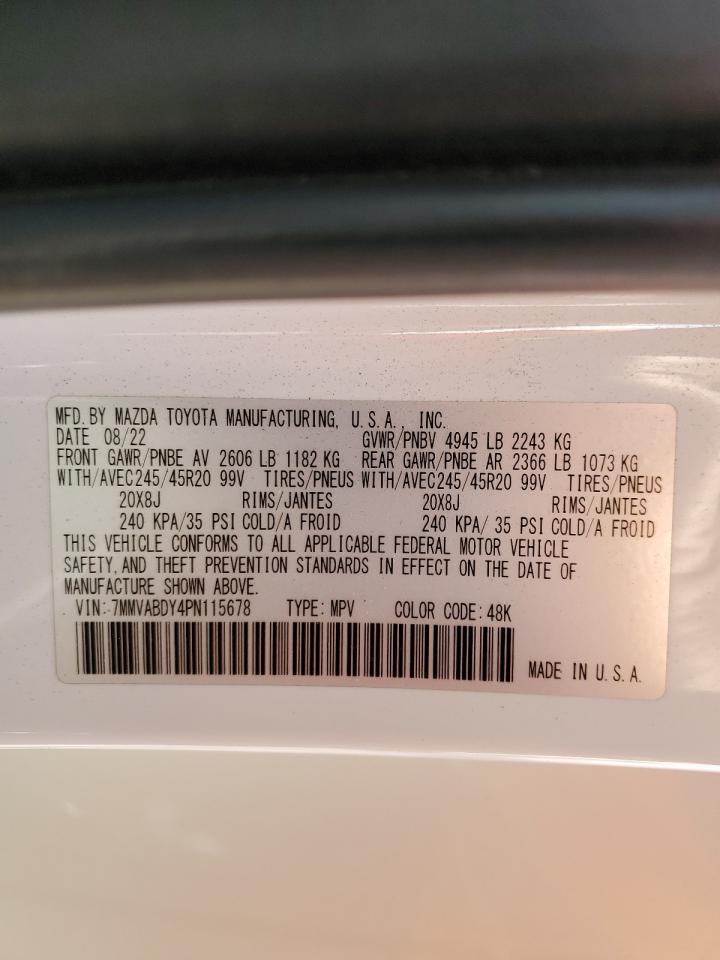 MFD. BY MAZDA TOYOTA MANUFACTURING, U.S.A., INC.
DATE 08/22 GVWR/PNBV 4945 LB 2243 KG
FRONT GAWR/PNBE AV 2606 LB 1182 KG REAR GAWR/PNBE AR 2366 LB 1073 KG
WITH/AVEC245/45R20 99V TIRES/PNEUS WITH/AVEC245/45R20 99V TIRES/PNEUS
20X8J RIMS/JANTES 20X8J RIMS/JANTES
240 KPA/35 PSI COLD/A FROID 240 KPA/ 35 PSI COLD/A FROID
THIS VEHICLE CONFORMS TO ALL APPLICABLE FEDERAL MOTOR VEHICLE
SAFETY, AND THEFT PREVENTION STANDARDS IN EFFECT ON THE DATE OF
MANUFACTURE SHOWN ABOVE.
VIN: 7MMVABDY4PN115678 TYPE: MPV COLOR CODE: 48K
MADE IN U.S.A.